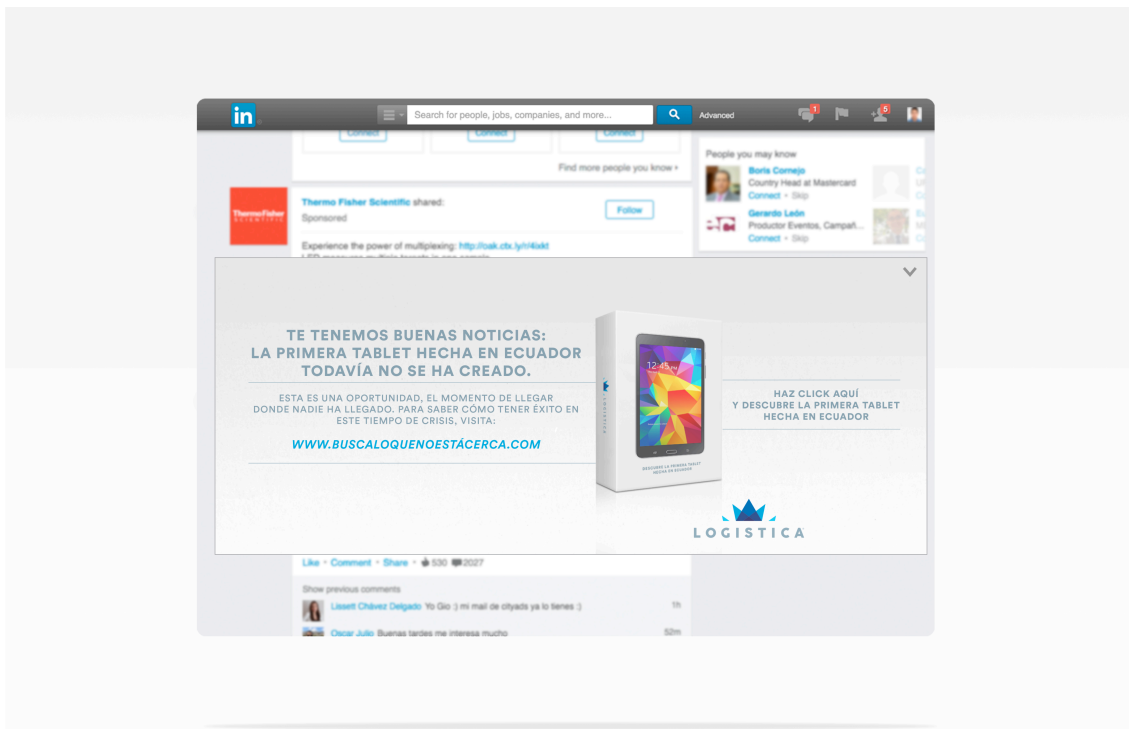 in
Search for people, jobs, companies, and more...
Advanced
1
5
Connect
Connect
Connect
Find more people you know ›
People you may know
Boris Cornejo
Country Head at Mastercard
Connect • Skip
Gerardo León
Productor Eventos, Campañ...
Connect • Skip
ThermoFisher
SCIENTIFIC
Thermo Fisher Scientific shared:
Sponsored
Follow
Experience the power of multiplexing: http://oak.ctx.ly/r/4ixkt
TE TENEMOS BUENAS NOTICIAS:
LA PRIMERA TABLET HECHA EN ECUADOR
TODAVÍA NO SE HA CREADO.
ESTA ES UNA OPORTUNIDAD, EL MOMENTO DE LLEGAR
DONDE NADIE HA LLEGADO. PARA SABER CÓMO TENER ÉXITO EN
ESTE TIEMPO DE CRISIS, VISITA:
WWW.BUSCALOQUENOESTÁCERCA.COM
12:45 PM
DESCUBRE LA PRIMERA TABLET
HECHA EN ECUADOR
HAZ CLICK AQUÍ
Y DESCUBRE LA PRIMERA TABLET
HECHA EN ECUADOR
LOGISTICA
Like • Comment • Share • 530 2027
Show previous comments
Lissett Chávez Delgado Yo Gio :) mi mail de cityads ya lo tienes :)
1h
Oscar Julio Buenas tardes me interesa mucho
52m